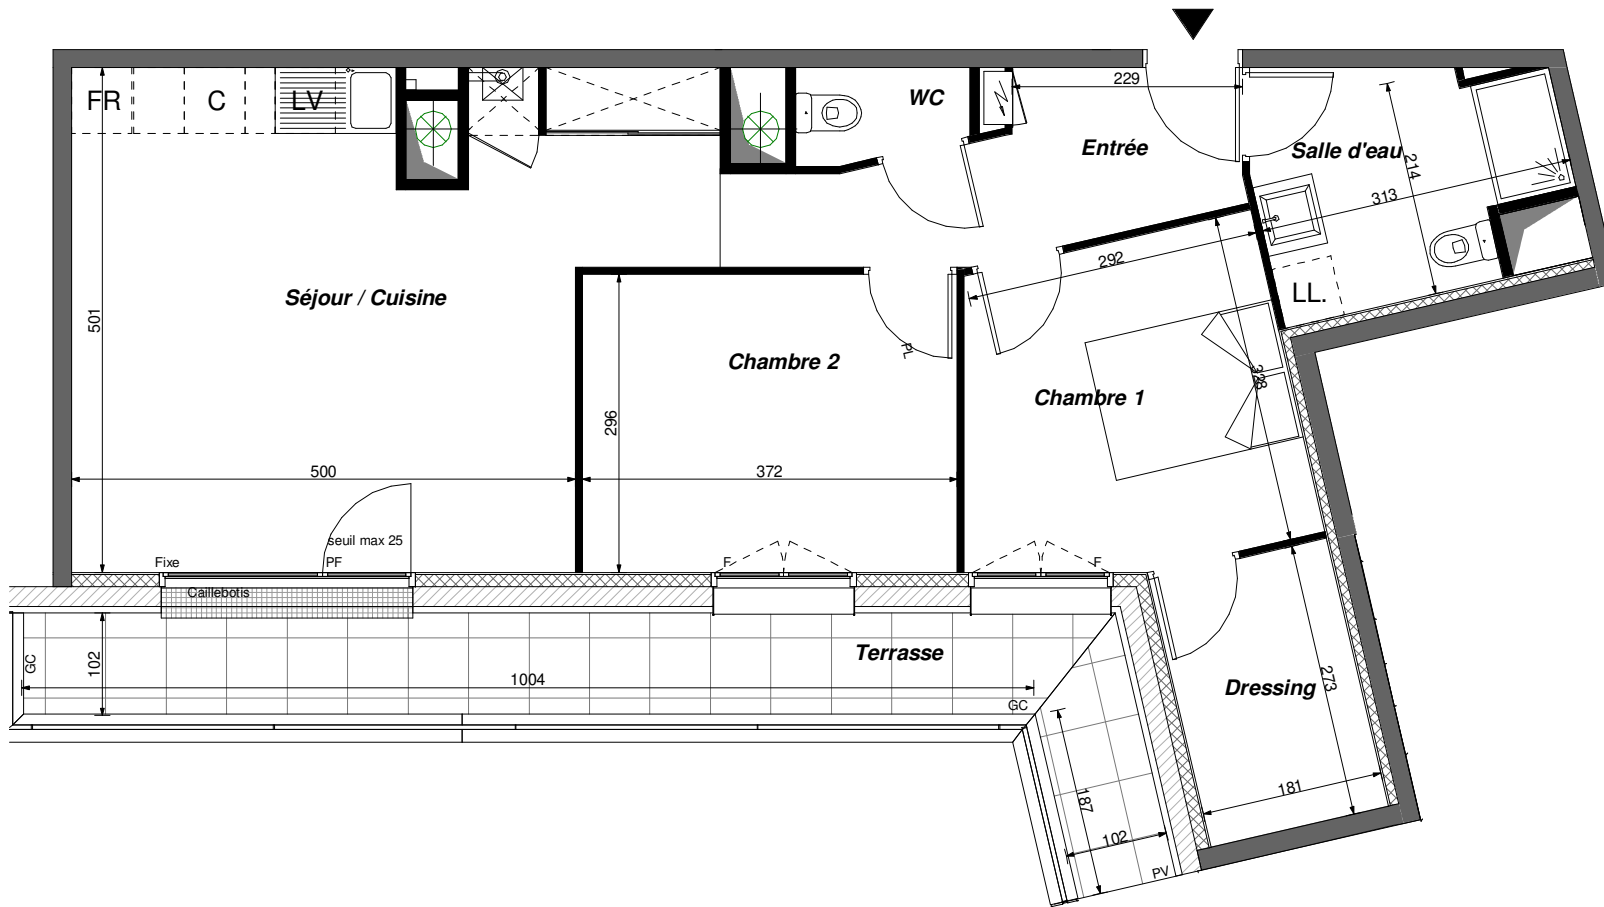 FR
C
LV
WC
229
Entrée
Salle d'eau
214
313
292
LL.
501
Séjour / Cuisine
Chambre 2
PL
Chambre 1
328
296
500
372
seuil max 25
Fixe
PF
F
F
Caillebotis
GC
102
1004
Terrasse
GC
Dressing
273
187
181
102
PV